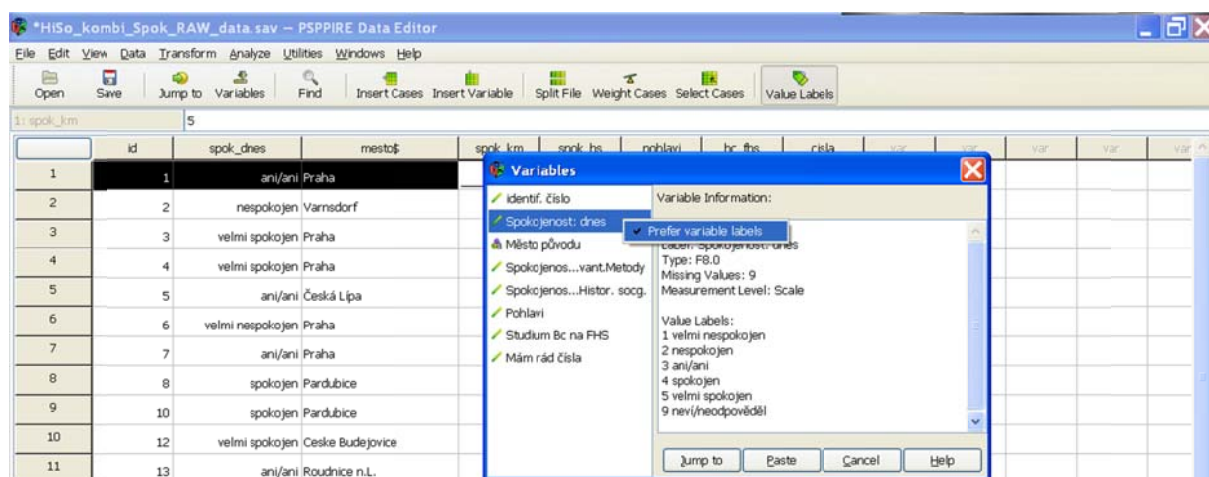 *HiSo_kombi_Spok_RAW_data.sav — PSPPIRE Data Editor
File Edit View Data Transform Analyze Utilities Windows Help
Open Save Jump to Variables Find Insert Cases Insert Variable Split File Weight Cases Select Cases Value Labels
1: spok_km 5
id spok_dnes mesto$ spok_km spok_hs pohlavi bc_fhs cisla var var var var var
1 1 ani/ani Praha
2 2 nespokojen Varnsdorf
3 3 velmi spokojen Praha
4 4 velmi spokojen Praha
5 5 ani/ani Česká Lípa
6 6 velmi nespokojen Praha
7 7 ani/ani Praha
8 8 spokojen Pardubice
9 10 spokojen Pardubice
10 12 velmi spokojen Ceske Budejovice
11 13 ani/ani Roudnice n.L.
Variables
identif. číslo
Spokojenost: dnes
Město původu
Spokojenos...vant.Metody
Spokojenos...Histor. socg.
Pohlavi
Studium Bc na FHS
Mám rád čísla
Variable Information:
Prefer variable labels
Label: Spokojenost: dnes
Type: F8.0
Missing Values: 9
Measurement Level: Scale
Value Labels:
1 velmi nespokojen
2 nespokojen
3 ani/ani
4 spokojen
5 velmi spokojen
9 neví/neodpověděl
Jump to Paste Cancel Help